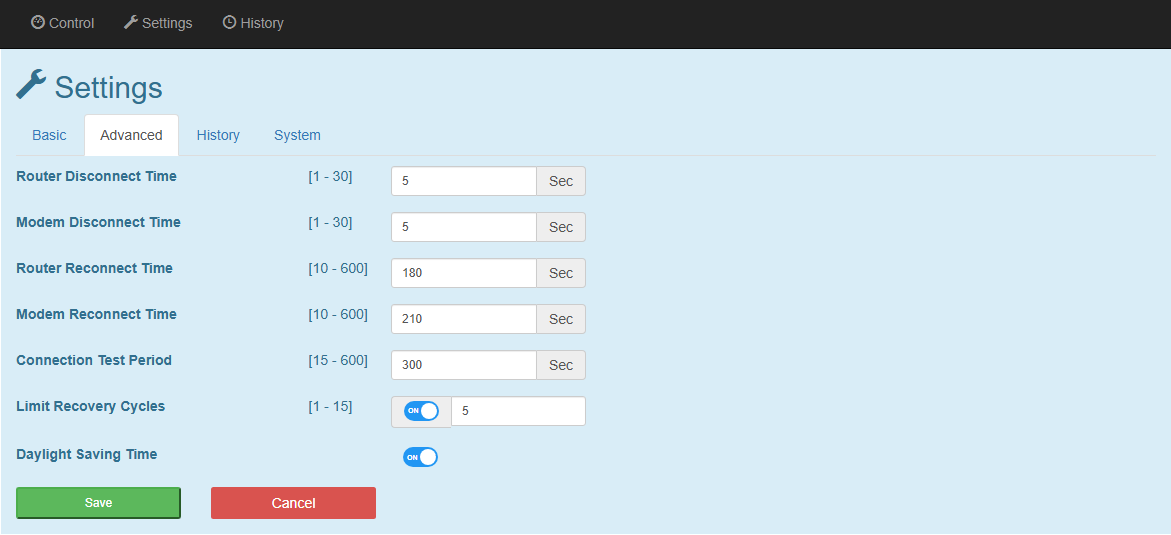 Control Settings History
Settings
Basic Advanced History System
Router Disconnect Time [1 - 30] 5 Sec
Modem Disconnect Time [1 - 30] 5 Sec
Router Reconnect Time [10 - 600] 180 Sec
Modem Reconnect Time [10 - 600] 210 Sec
Connection Test Period [15 - 600] 300 Sec
Limit Recovery Cycles [1 - 15] ON 5
Daylight Saving Time ON
Save Cancel